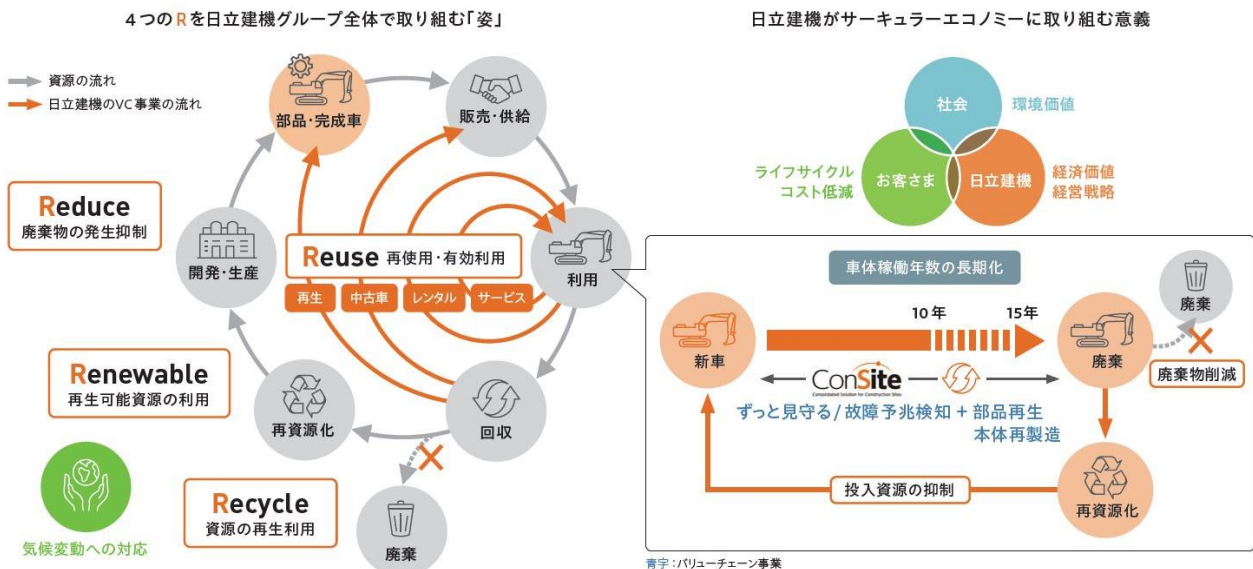 4つのRを日立建機グループ全体で取り組む「姿」
資源の流れ
日立建機のVC事業の流れ
部品・完成車
販売・供給
Reduce
廃棄物の発生抑制
開発・生産
Reuse 再使用・有効利用
再生
中古車
レンタル
サービス
利用
Renewable
再生可能資源の利用
再資源化
回収
Recycle
資源の再生利用
廃棄
気候変動への対応
日立建機がサーキュラーエコノミーに取り組む意義
社会
環境価値
ライフサイクル
コスト低減
お客さま
日立建機
経済価値
経営戦略
車体稼働年数の長期化
新車
10年
15年
廃棄
廃棄
廃棄物削減
ConSite
Consolidated Solution for Construction Sites
ずっと見守る/故障予兆検知 + 部品再生
本体再製造
投入資源の抑制
再資源化
青字：バリューチェーン事業